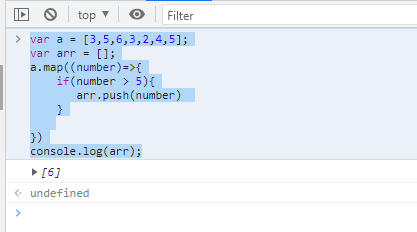 top ▼ Filter
> var a = [3,5,6,3,2,4,5];
var arr = [];
a.map((number)=>{
    if(number > 5){
       arr.push(number)
    }

})
console.log(arr);
▶ [6]
undefined
>